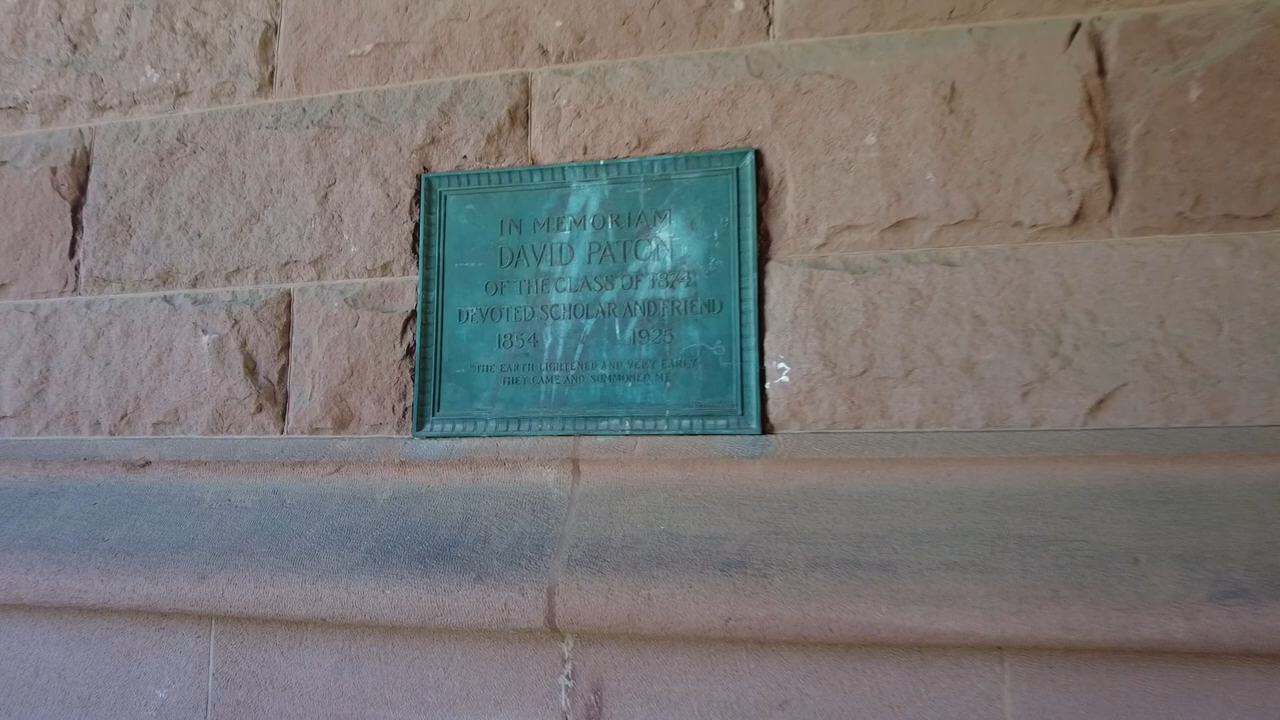 IN MEMORIAM
DAVID PATON
OF THE CLASS OF 1874
DEVOTED SCHOLAR AND FRIEND
1854 1925
"THE EARTH LIGHTENED AND VERY EARLY
THEY CAME AND SUMMONED ME"